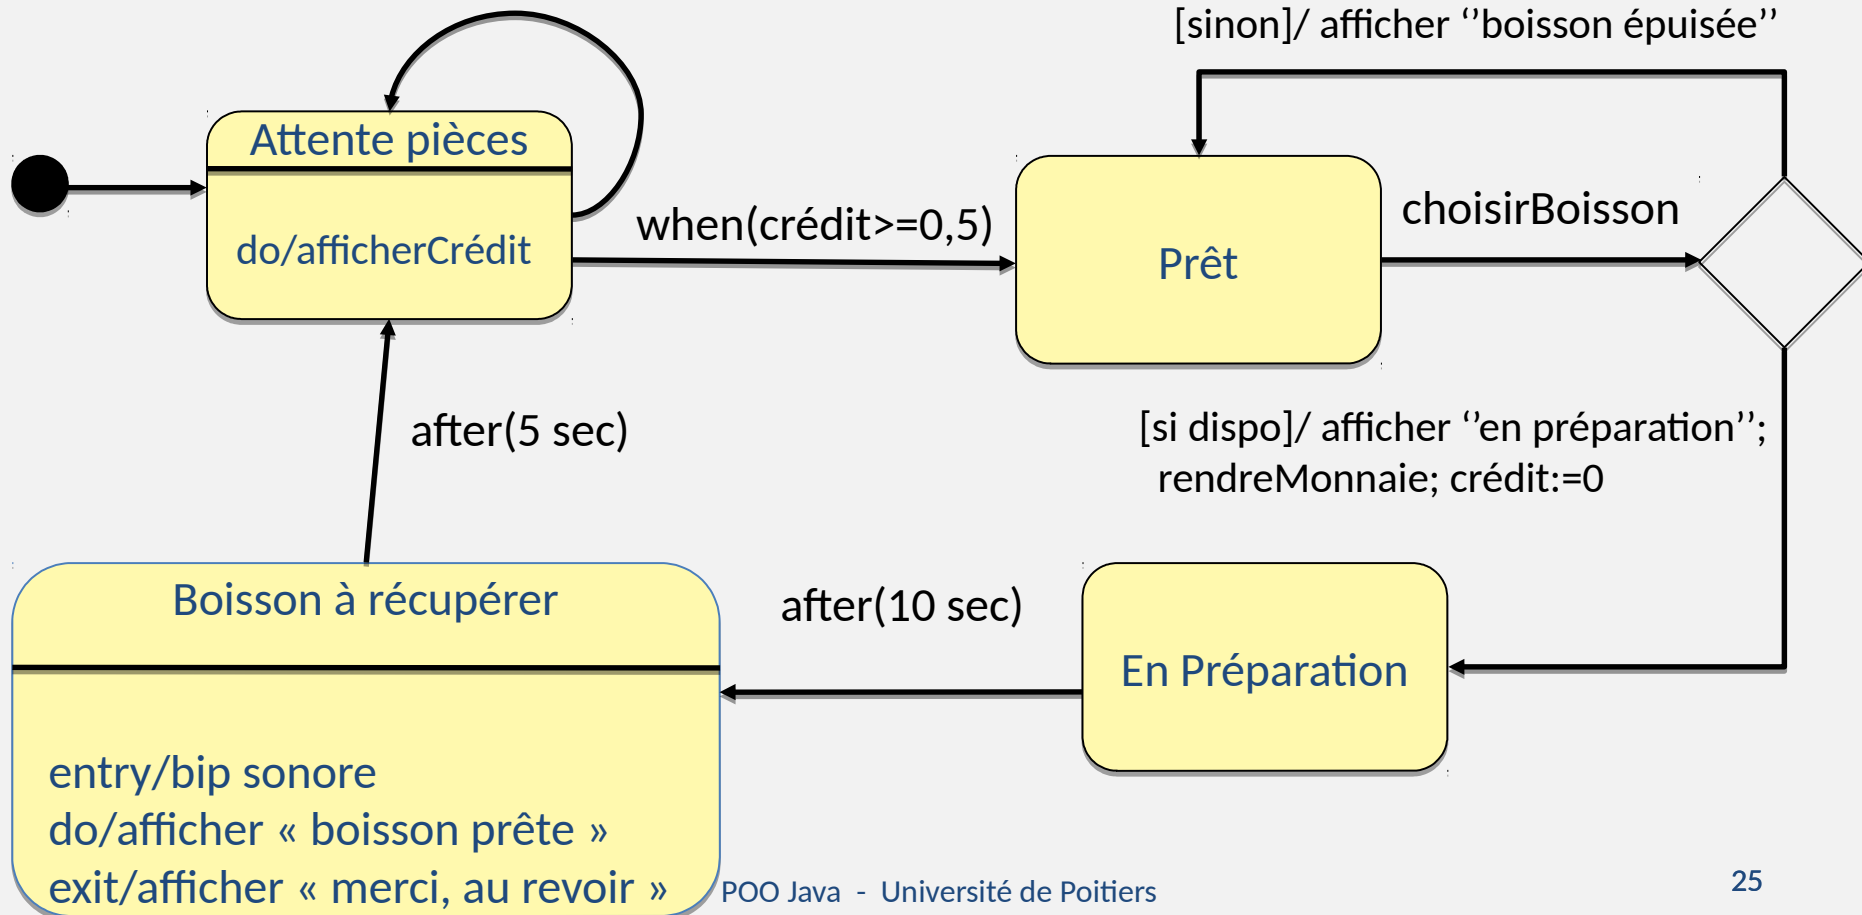 [sinon]/ afficher ‘’boisson épuisée’’
Attente pièces
do/afficherCrédit
when(crédit>=0,5)
Prêt
choisirBoisson
after(5 sec)
[si dispo]/ afficher ‘’en préparation’’;
rendreMonnaie; crédit:=0
Boisson à récupérer
entry/bip sonore
do/afficher « boisson prête »
exit/afficher « merci, au revoir »
after(10 sec)
En Préparation
POO Java - Université de Poitiers
25